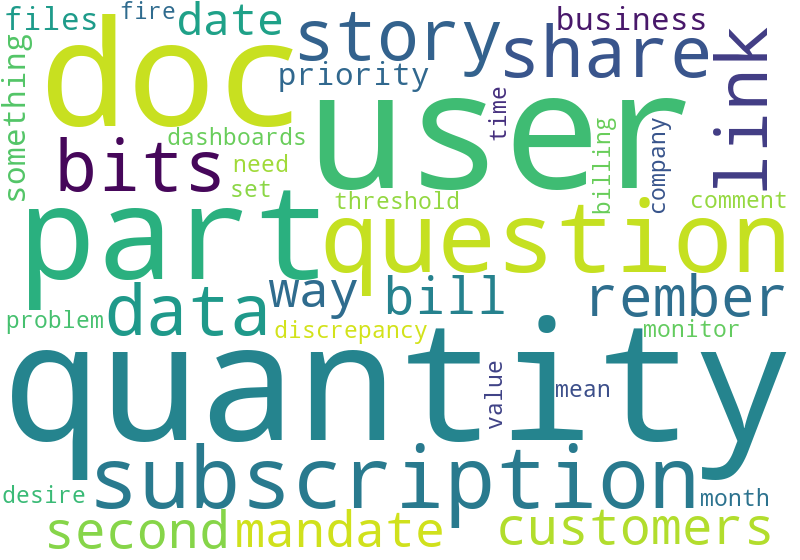 files
fire
date
story
business
share
doc
something
priority
user
time
link
bits
dashboards
need
set
billing
company
threshold
comment
part
question
data
way
bill
rember
problem
discrepancy
monitor
quantity
value
mean
subscription
desire
month
second
mandate
customers